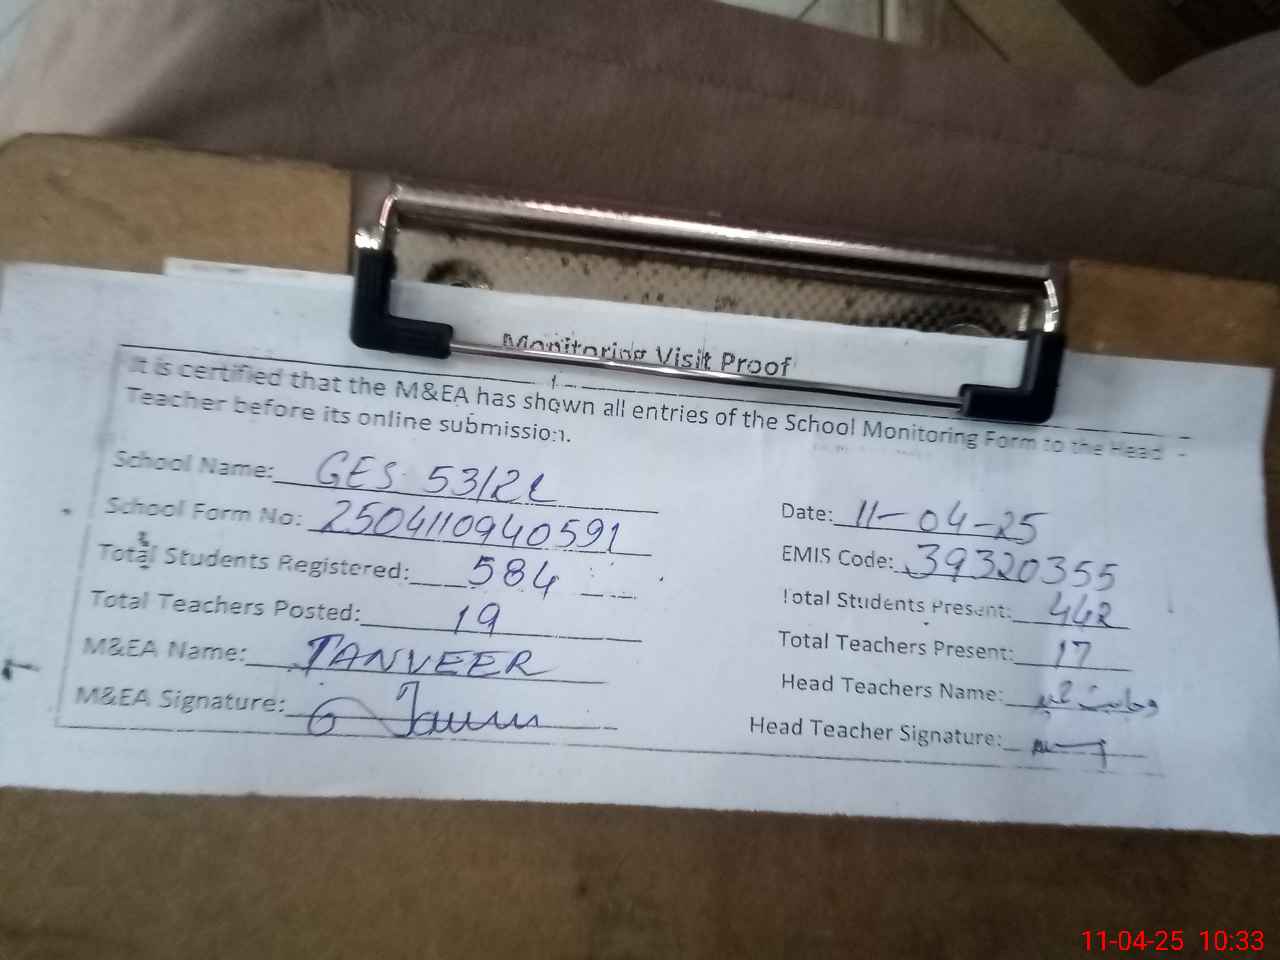 Monitoring Visit Proof
It is certified that the M&EA has shown all entries of the School Monitoring Form to the Head
Teacher before its online submission.
School Name: GES 53/2L
Date: 11-04-25
School Form No: 2504110940591
EMIS Code: 39320355
Total Students Registered: 584
Total Students Present: 442
Total Teachers Posted: 19
Total Teachers Present: 17
M&EA Name: TANVEER
Head Teachers Name:
M&EA Signature:
Head Teacher Signature:
11-04-25 10:33